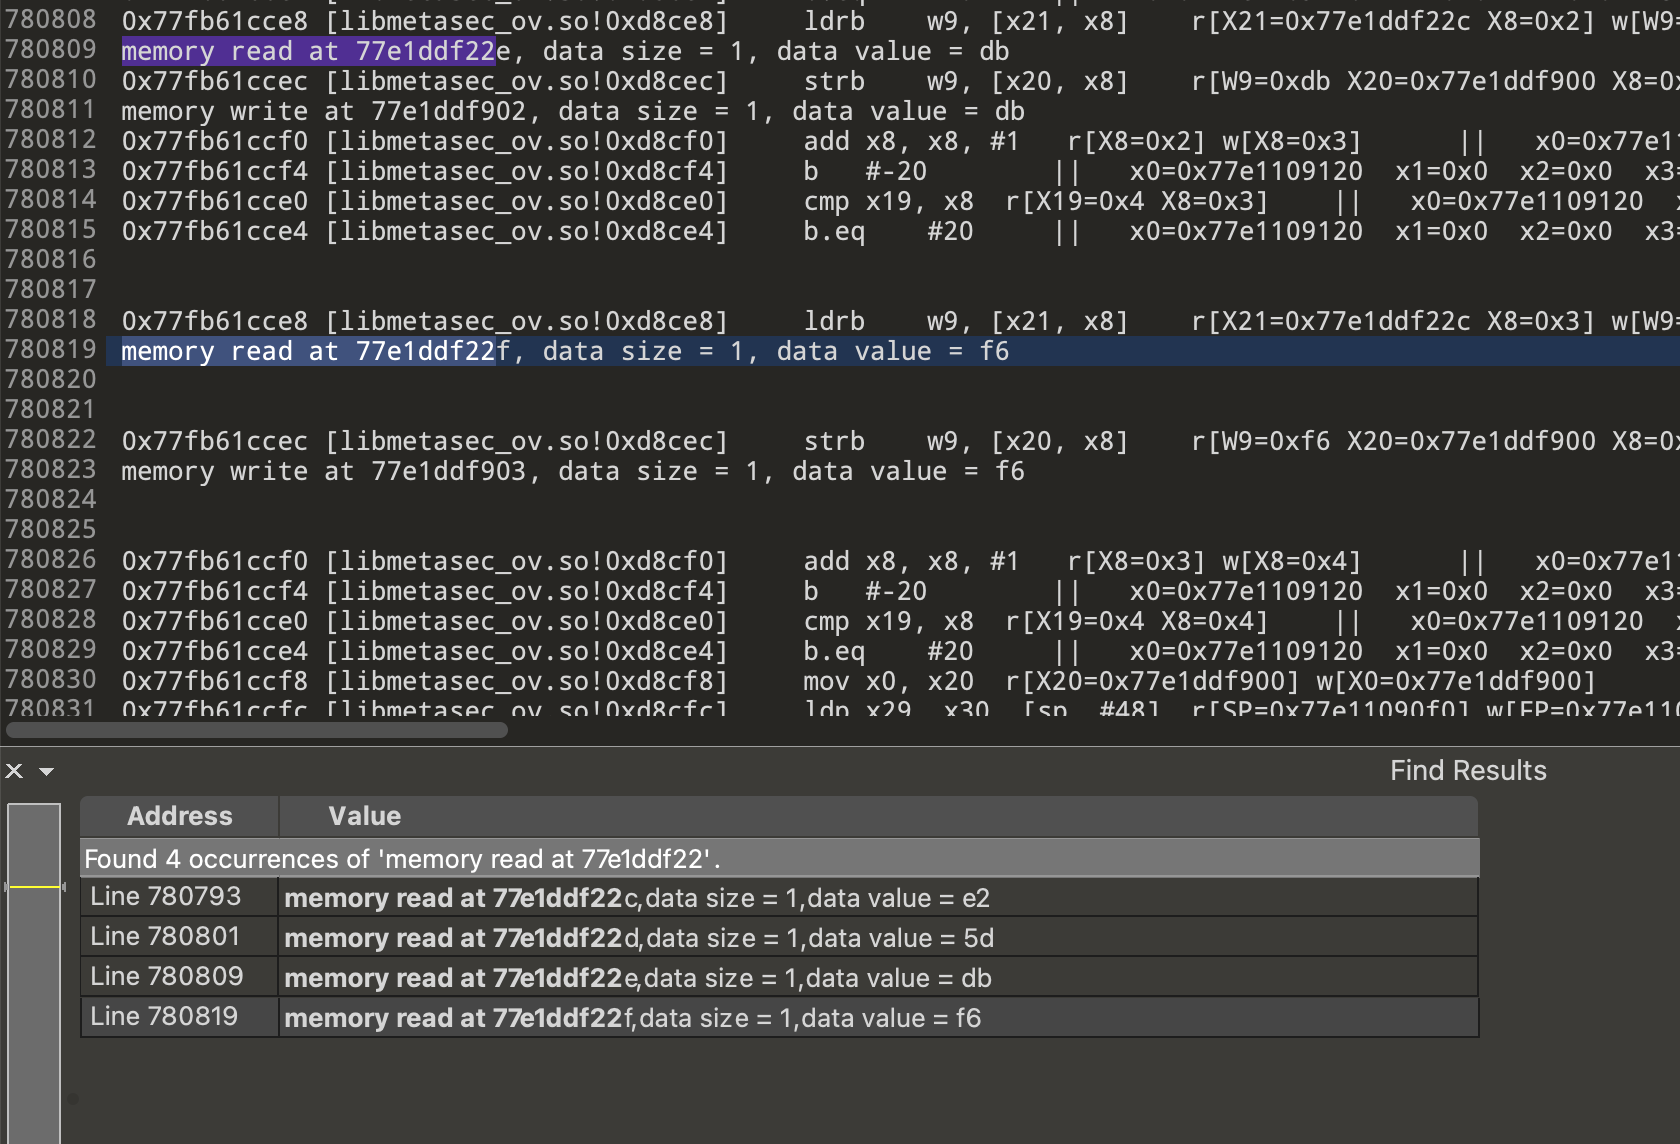 780808 0x77fb61cce8 [libmetasec_ov.so!0xd8ce8] ldrb w9, [x21, x8] r[X21=0x77e1ddf22c X8=0x2] w[W9
780809 memory read at 77e1ddf22e, data size = 1, data value = db
780810 0x77fb61ccec [libmetasec_ov.so!0xd8cec] strb w9, [x20, x8] r[W9=0xdb X20=0x77e1ddf900 X8=0x
780811 memory write at 77e1ddf902, data size = 1, data value = db
780812 0x77fb61ccf0 [libmetasec_ov.so!0xd8cf0] add x8, x8, #1 r[X8=0x2] w[X8=0x3] || x0=0x77e1
780813 0x77fb61ccf4 [libmetasec_ov.so!0xd8cf4] b #-20 || x0=0x77e1109120 x1=0x0 x2=0x0 x3=
780814 0x77fb61cce0 [libmetasec_ov.so!0xd8ce0] cmp x19, x8 r[X19=0x4 X8=0x3] || x0=0x77e1109120
780815 0x77fb61cce4 [libmetasec_ov.so!0xd8ce4] b.eq #20 || x0=0x77e1109120 x1=0x0 x2=0x0 x3=
780816
780817
780818 0x77fb61cce8 [libmetasec_ov.so!0xd8ce8] ldrb w9, [x21, x8] r[X21=0x77e1ddf22c X8=0x3] w[W9=
780819 memory read at 77e1ddf22f, data size = 1, data value = f6
780820
780821
780822 0x77fb61ccec [libmetasec_ov.so!0xd8cec] strb w9, [x20, x8] r[W9=0xf6 X20=0x77e1ddf900 X8=0x
780823 memory write at 77e1ddf903, data size = 1, data value = f6
780824
780825
780826 0x77fb61ccf0 [libmetasec_ov.so!0xd8cf0] add x8, x8, #1 r[X8=0x3] w[X8=0x4] || x0=0x77e1
780827 0x77fb61ccf4 [libmetasec_ov.so!0xd8cf4] b #-20 || x0=0x77e1109120 x1=0x0 x2=0x0 x3=
780828 0x77fb61cce0 [libmetasec_ov.so!0xd8ce0] cmp x19, x8 r[X19=0x4 X8=0x4] || x0=0x77e1109120
780829 0x77fb61cce4 [libmetasec_ov.so!0xd8ce4] b.eq #20 || x0=0x77e1109120 x1=0x0 x2=0x0 x3=
780830 0x77fb61ccf8 [libmetasec_ov.so!0xd8cf8] mov x0, x20 r[X20=0x77e1ddf900] w[X0=0x77e1ddf900]
780831 0x77fb61ccfc [libmetasec_ov.so!0xd8cfc] ldp x29, x30, [sp, #48] r[SP=0x77e11090f0] w[FP=0x77e110
Find Results
Address Value
Found 4 occurrences of 'memory read at 77e1ddf22'.
Line 780793 memory read at 77e1ddf22c,data size = 1,data value = e2
Line 780801 memory read at 77e1ddf22d,data size = 1,data value = 5d
Line 780809 memory read at 77e1ddf22e,data size = 1,data value = db
Line 780819 memory read at 77e1ddf22f,data size = 1,data value = f6